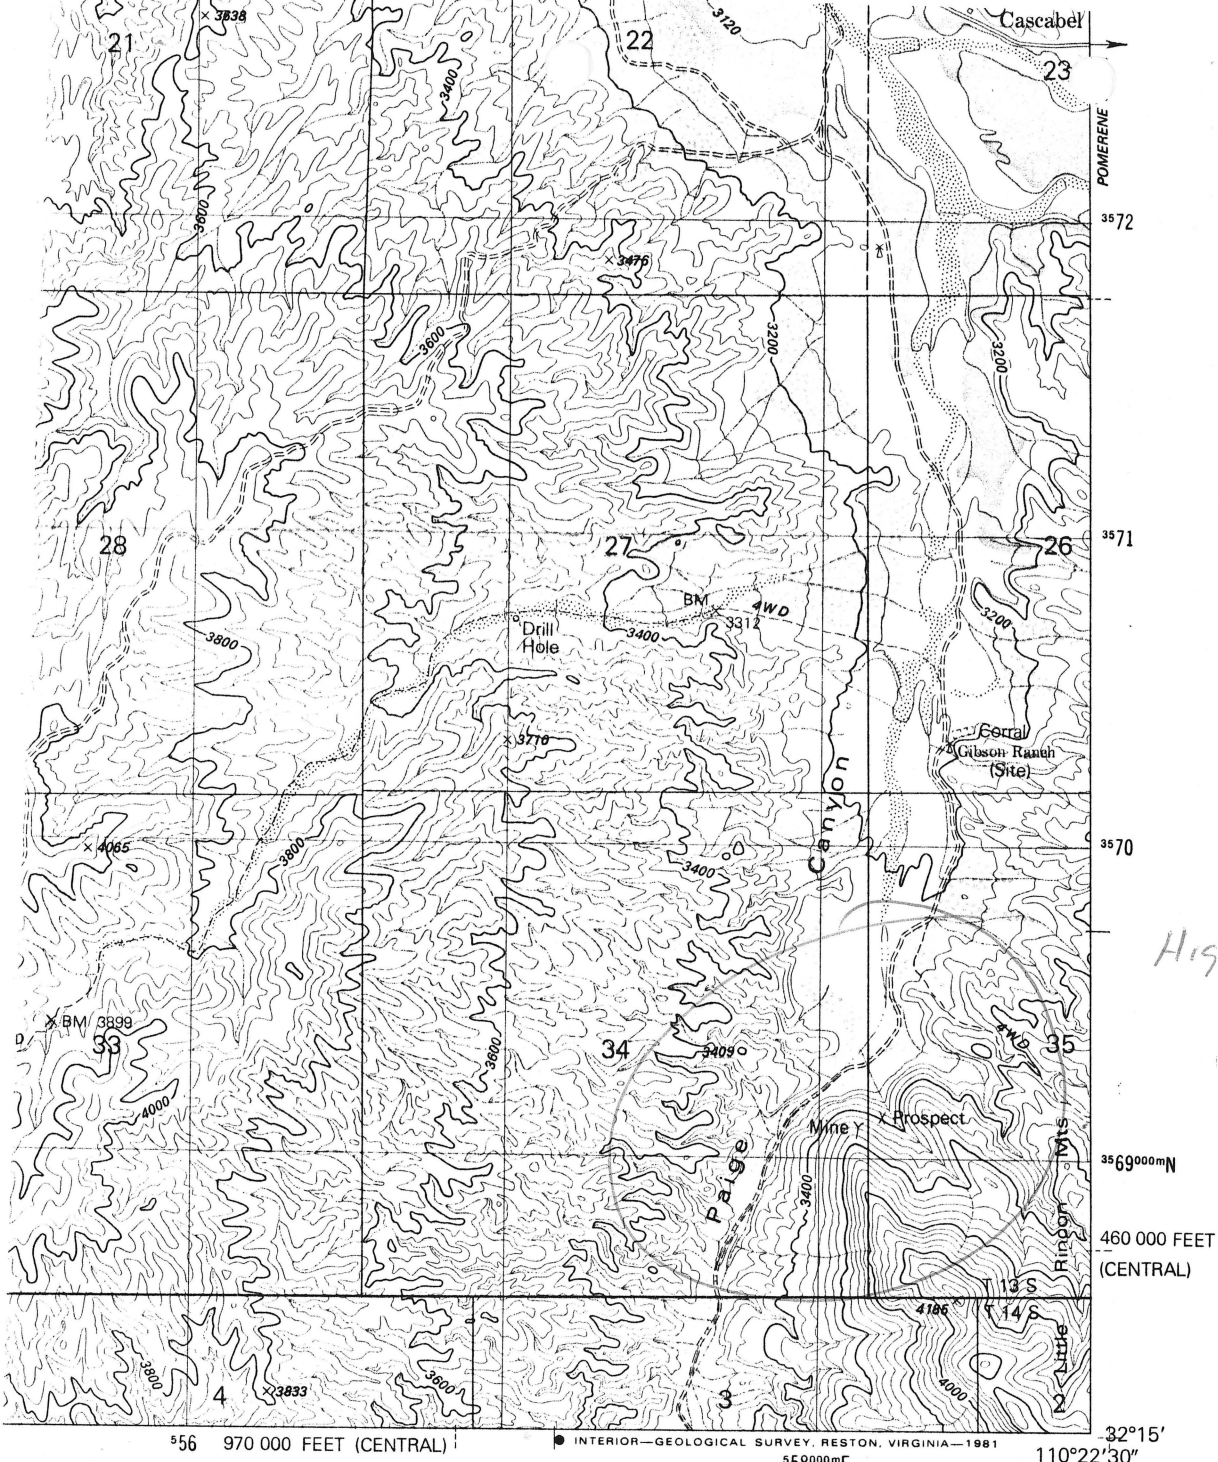 3638
Cascabel
21
22
3120
23
3400
POMERENE
3600
3572
3476
3600
3200
3200
28
27
26
3571
BM
4WD
3312
3200
3800
Drill
Hole
3400
Corral
Gibson Ranch
(Site)
3716
Canyon
4065
3800
3400
3570
BM 3899
33
34
3409
4WD
35
3600
4000
Mine
Prospect
Paige
3400
Little Rincon Mts
3569000mN
460 000 FEET
(CENTRAL)
T 13 S
4186
T 14 S
3800
4
3833
3600
3
4000
2
556
970 000 FEET (CENTRAL)
INTERIOR—GEOLOGICAL SURVEY, RESTON, VIRGINIA—1981
32°15′
110°22′30″